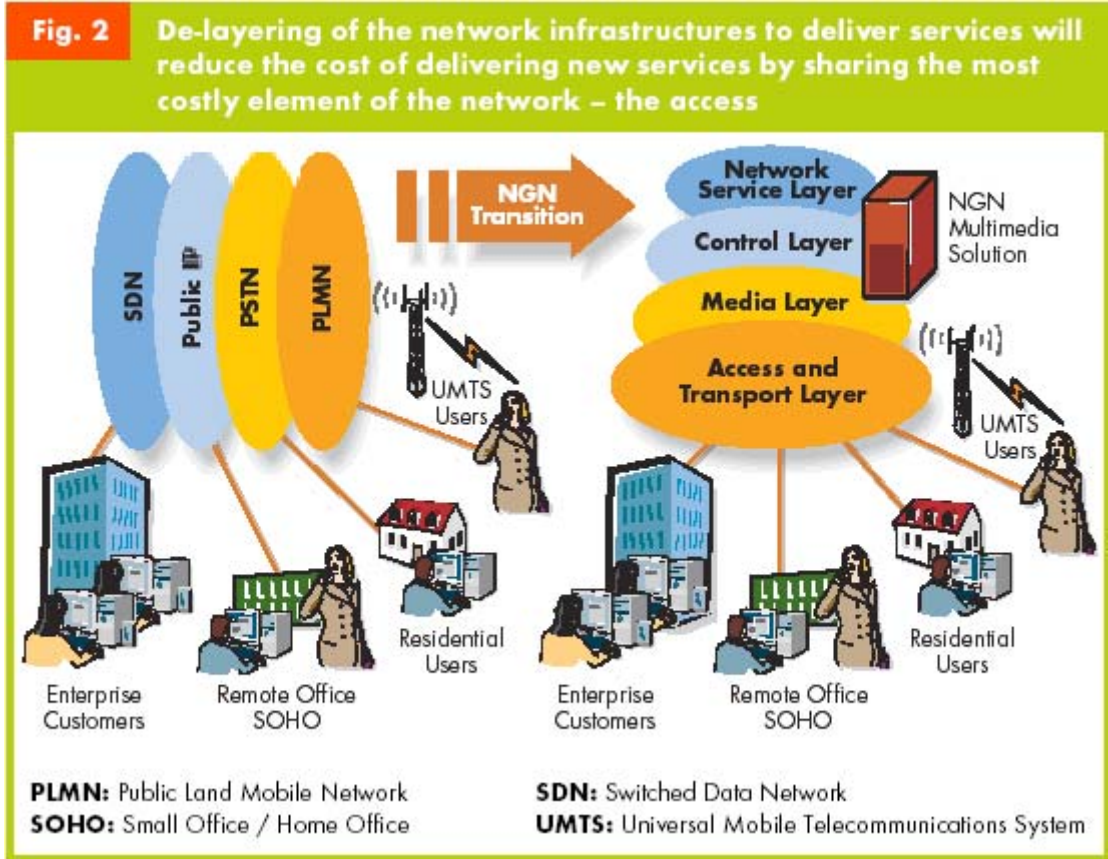 Fig. 2
De-layering of the network infrastructures to deliver services will
reduce the cost of delivering new services by sharing the most
costly element of the network – the access
SDN
Public IP
PSTN
PLMN
NGN
Transition
UMTS
Users
Enterprise
Customers
Remote Office
SOHO
Residential
Users
Network
Service Layer
Control Layer
Media Layer
Access and
Transport Layer
NGN
Multimedia
Solution
UMTS
Users
Enterprise
Customers
Remote Office
SOHO
Residential
Users
PLMN: Public Land Mobile Network
SOHO: Small Office / Home Office
SDN: Switched Data Network
UMTS: Universal Mobile Telecommunications System